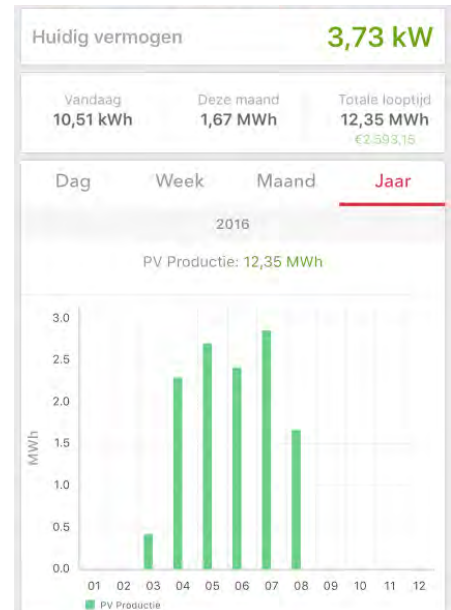 Huidig vermogen 3,73 kW
Vandaag Deze maand Totale looptijd
10,51 kWh 1,67 MWh 12,35 MWh
€2.593,15
Dag Week Maand Jaar
2016
PV Productie: 12,35 MWh
3.0
2.5
2.0
1.5
1.0
0.5
0.0
MWh
01 02 03 04 05 06 07 08 09 10 11 12
PV Productie